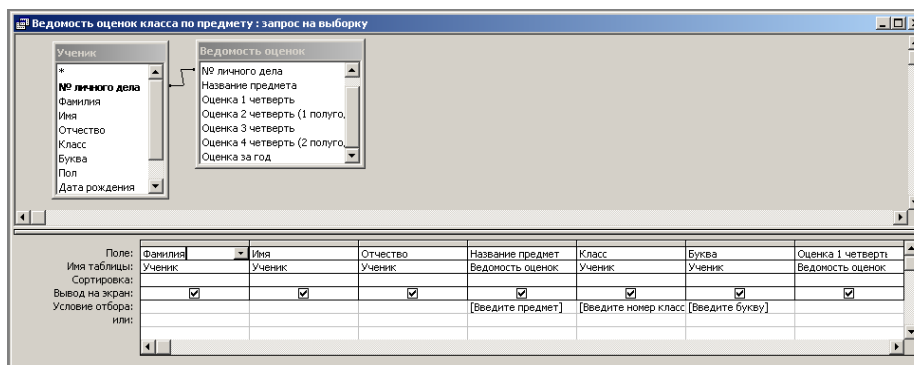 Ведомость оценок класса по предмету : запрос на выборку
Ученик
*
№ личного дела
Фамилия
Имя
Отчество
Класс
Буква
Пол
Дата рождения
Ведомость оценок
№ личного дела
Название предмета
Оценка 1 четверть
Оценка 2 четверть (1 полуго,
Оценка 3 четверть
Оценка 4 четверть (2 полуго,
Оценка за год
Поле: Фамилия Имя Отчество Название предмет Класс Буква Оценка 1 четверть
Имя таблицы: Ученик Ученик Ученик Ведомость оценок Ученик Ученик Ведомость оценок
Сортировка:
Вывод на экран:
Условие отбора: [Введите предмет] [Введите номер класс [Введите букву]
или: